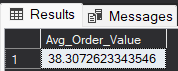 Results Messages
Avg_Order_Value
1 38.3072623343546